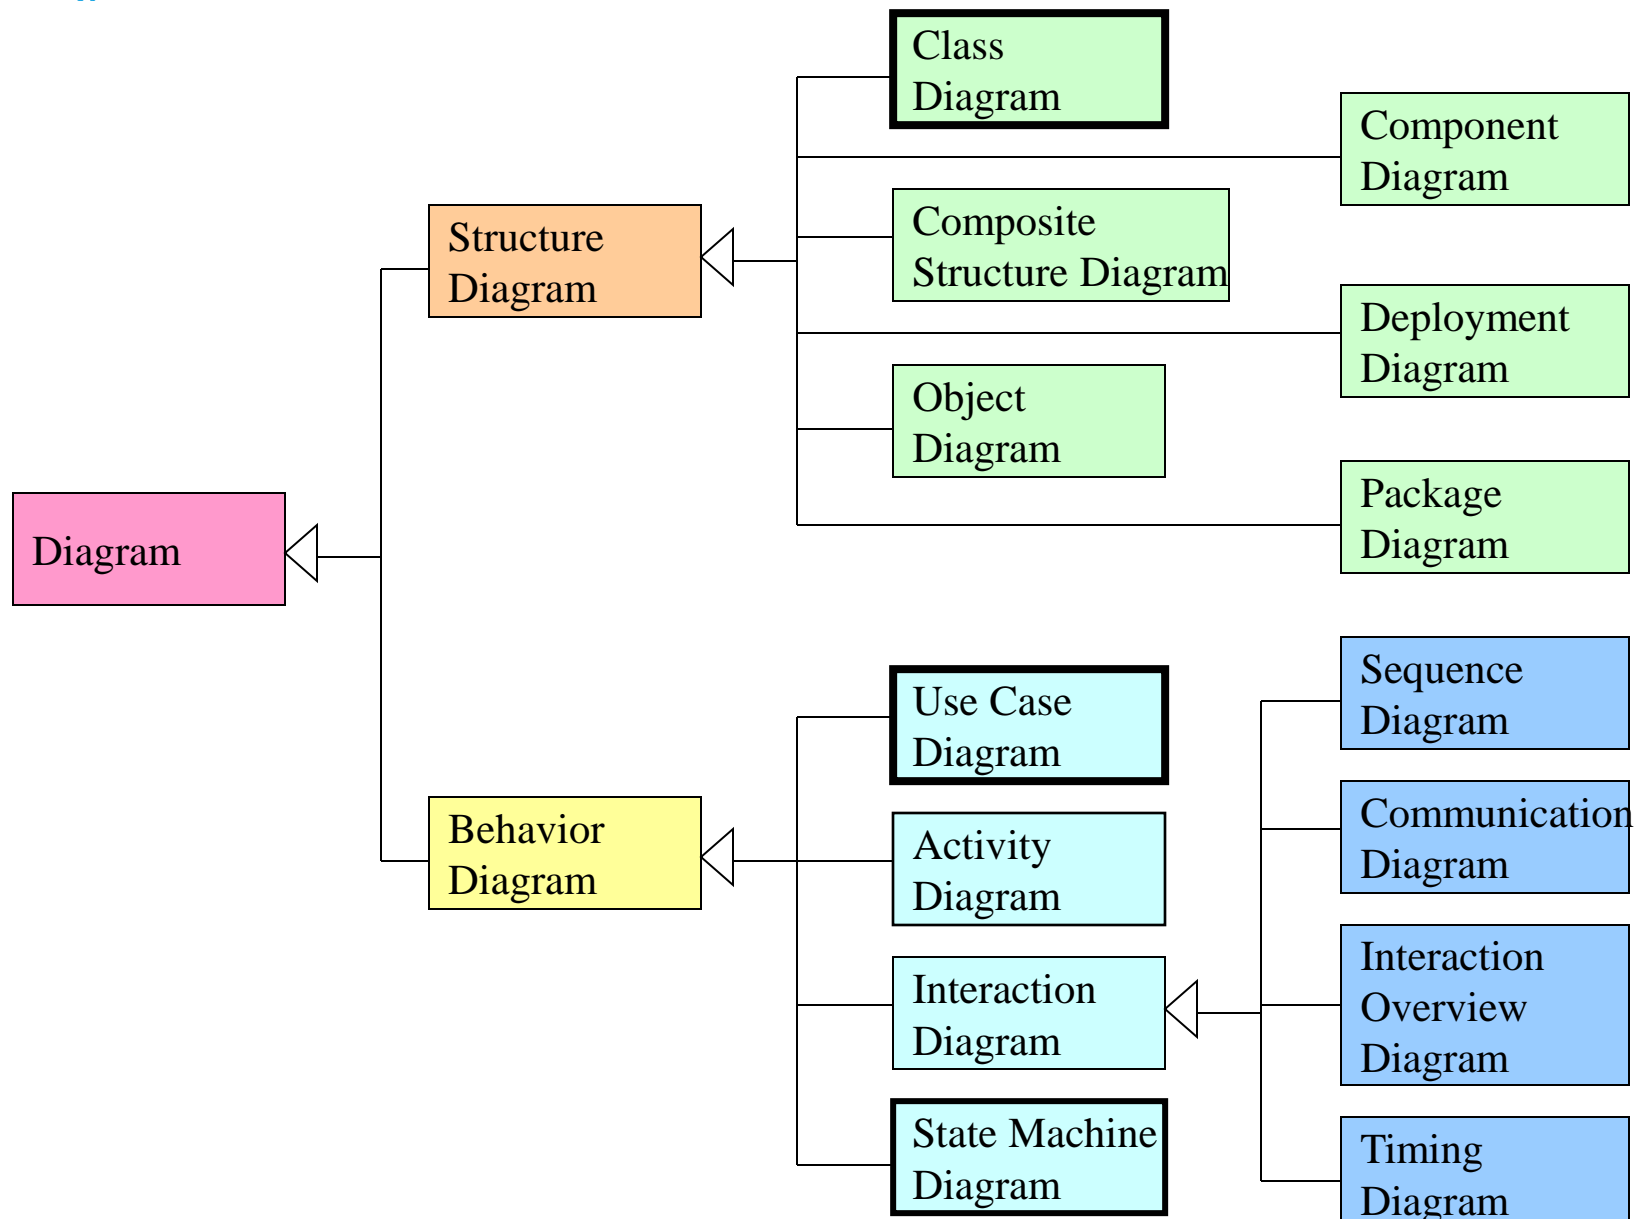 Class
Diagram
Component
Diagram
Structure
Diagram
Composite
Structure Diagram
Deployment
Diagram
Object
Diagram
Package
Diagram
Diagram
Use Case
Diagram
Sequence
Diagram
Behavior
Diagram
Activity
Diagram
Communication
Diagram
Interaction
Diagram
Interaction
Overview
Diagram
State Machine
Diagram
Timing
Diagram